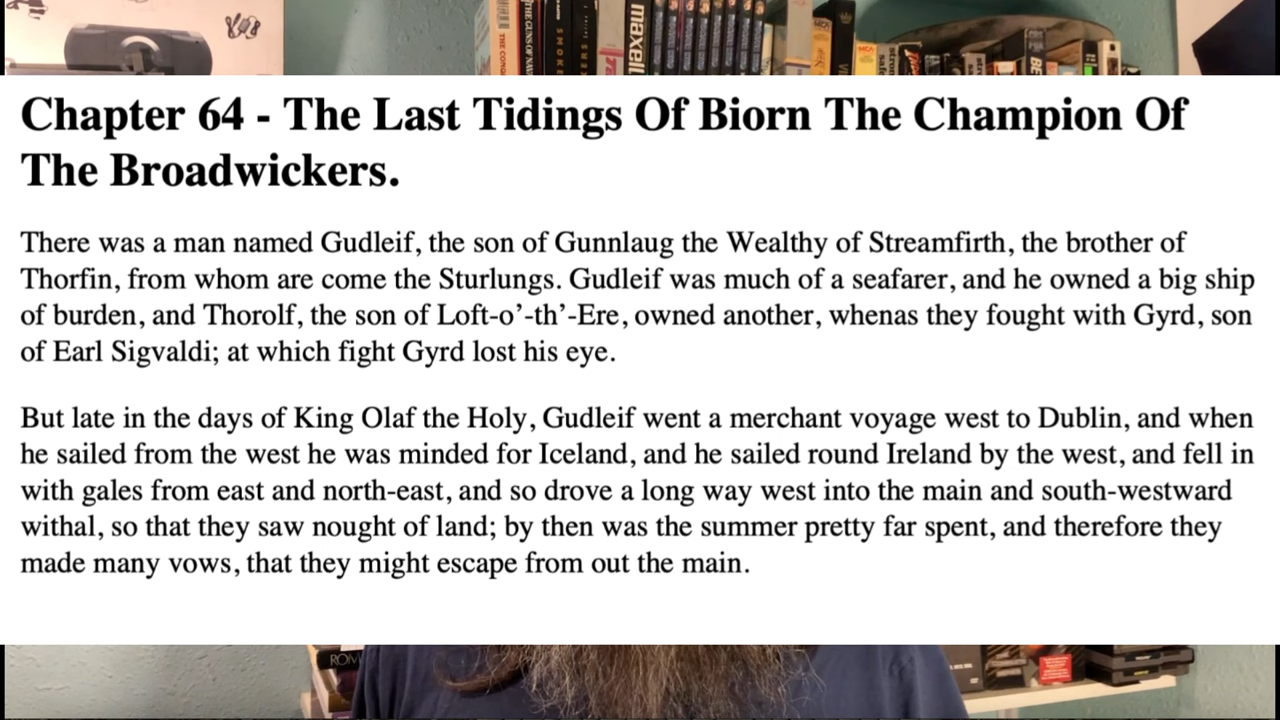 THE GUNS OF NAV
SMOKE
maxell
MCA
Chapter 64 - The Last Tidings Of Biorn The Champion Of
The Broadwickers.
There was a man named Gudleif, the son of Gunnlaug the Wealthy of Streamfirth, the brother of
Thorfin, from whom are come the Sturlungs. Gudleif was much of a seafarer, and he owned a big ship
of burden, and Thorolf, the son of Loft-o’-th’-Ere, owned another, whenas they fought with Gyrd, son
of Earl Sigvaldi; at which fight Gyrd lost his eye.
But late in the days of King Olaf the Holy, Gudleif went a merchant voyage west to Dublin, and when
he sailed from the west he was minded for Iceland, and he sailed round Ireland by the west, and fell in
with gales from east and north-east, and so drove a long way west into the main and south-westward
withal, so that they saw nought of land; by then was the summer pretty far spent, and therefore they
made many vows, that they might escape from out the main.